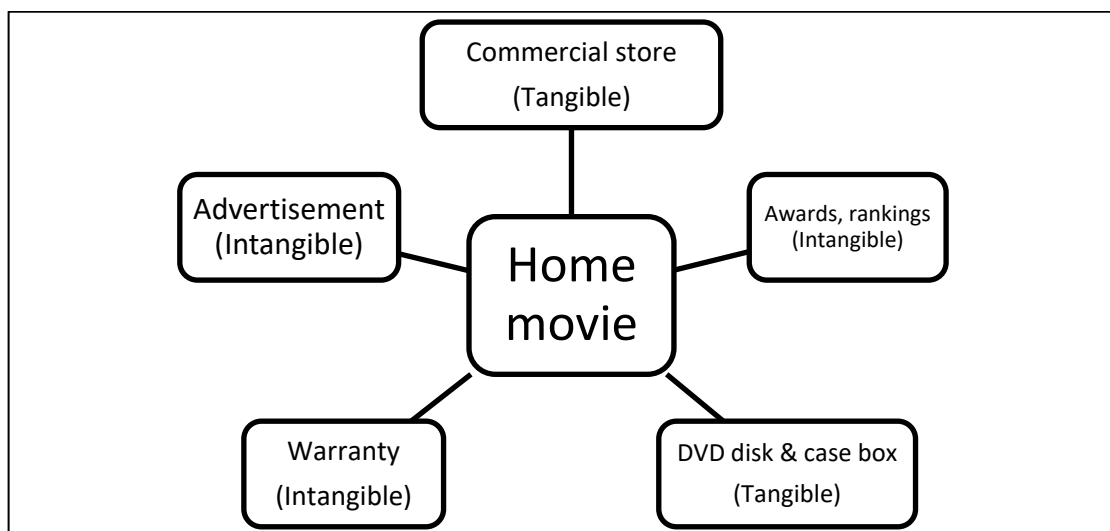 Commercial store
(Tangible)
Advertisement
(Intangible)
Awards, rankings
(Intangible)
Home
movie
Warranty
(Intangible)
DVD disk & case box
(Tangible)